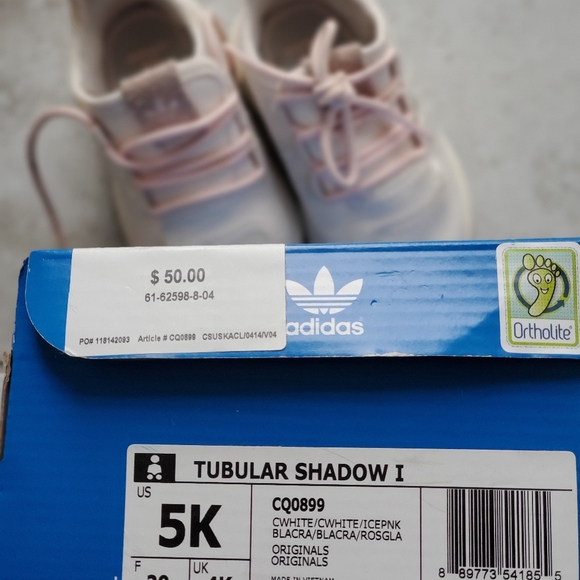 $ 50.00
61-62598-8-04
PO# 118142093 Article # CQ0899 CSUSKACL/0414/V04
adidas
Ortholite®
TUBULAR SHADOW I
US
5K
F
UK
CQ0899
CWHITE/CWHITE/ICEPNK
BLACRA/BLACRA/ROSGLA
ORIGINALS
ORIGINALS
MADE IN VIETNAM
8 89773 54185 5